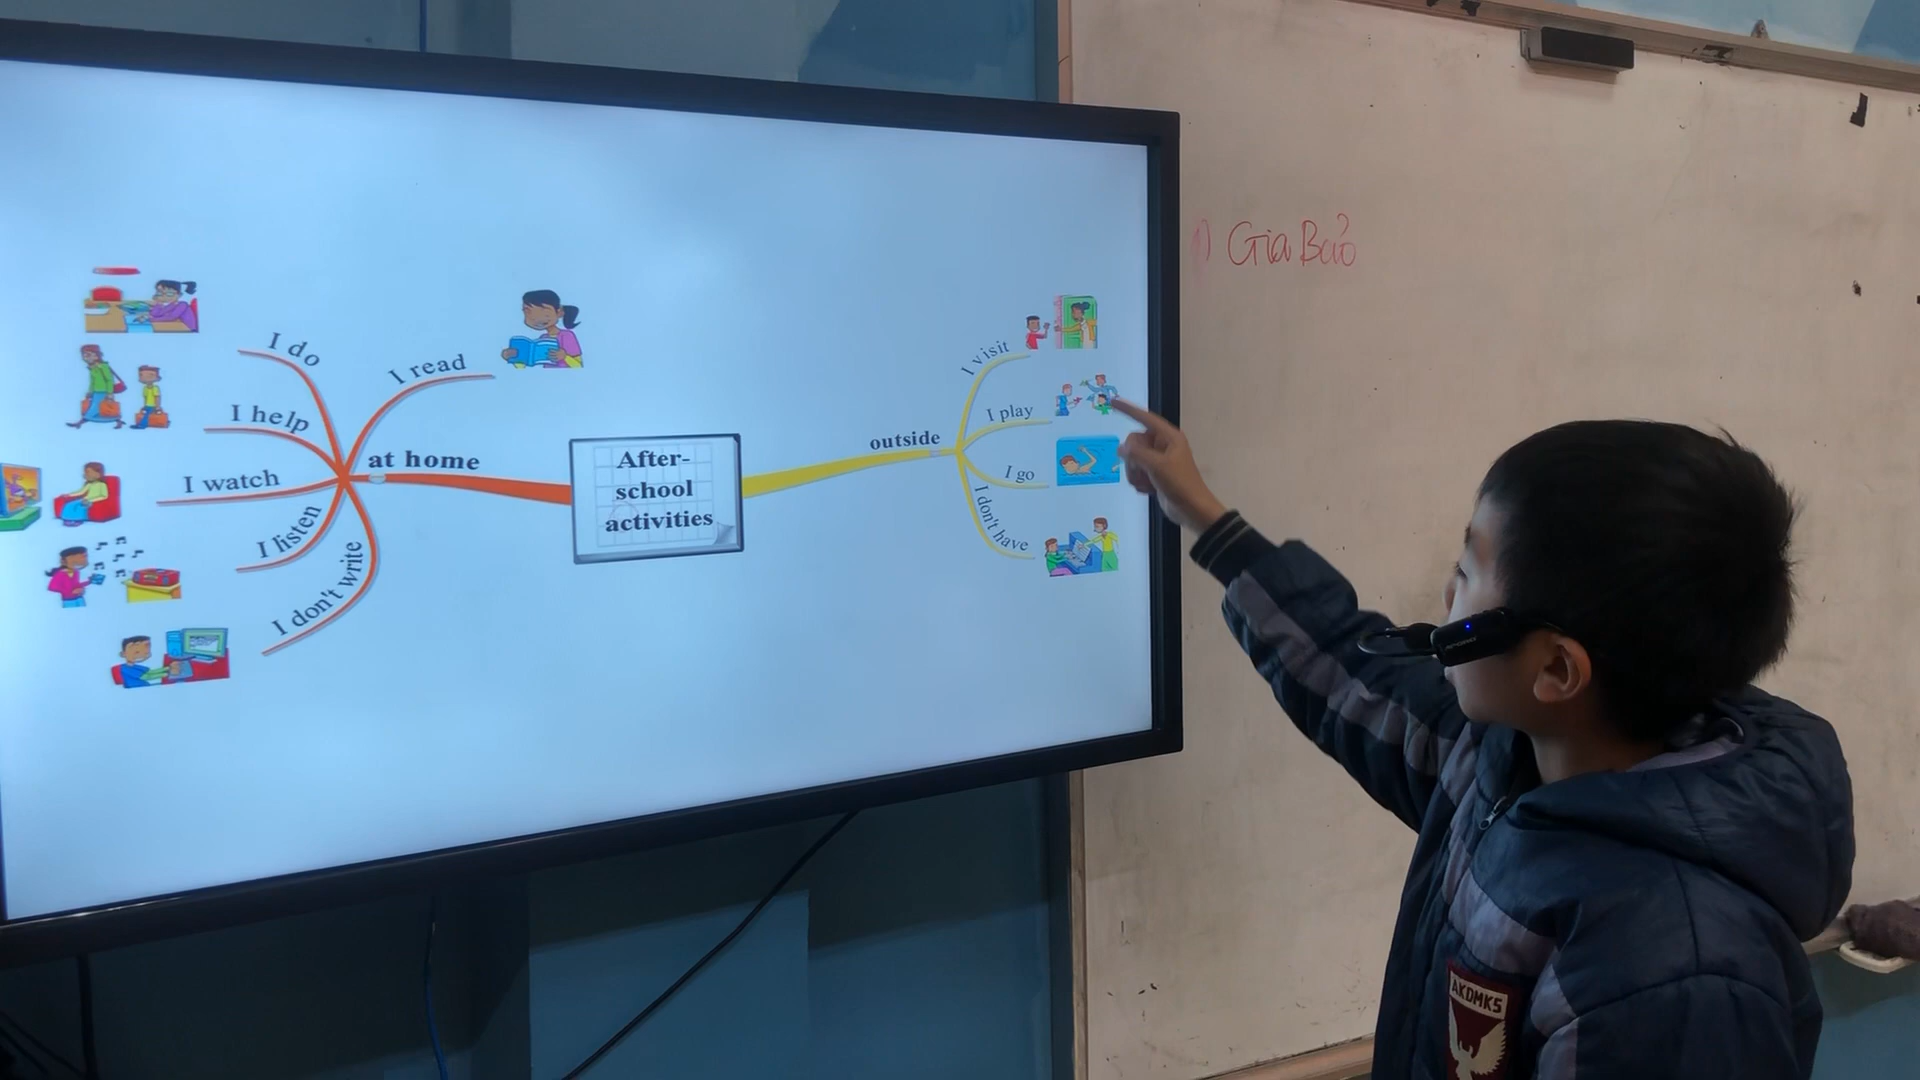 I do
I help
I watch
I listen
I don't write
I read
at home
After-
school
activities
outside
I visit
I play
I go
I don't have
1) Gia Bảo
AKDMKS